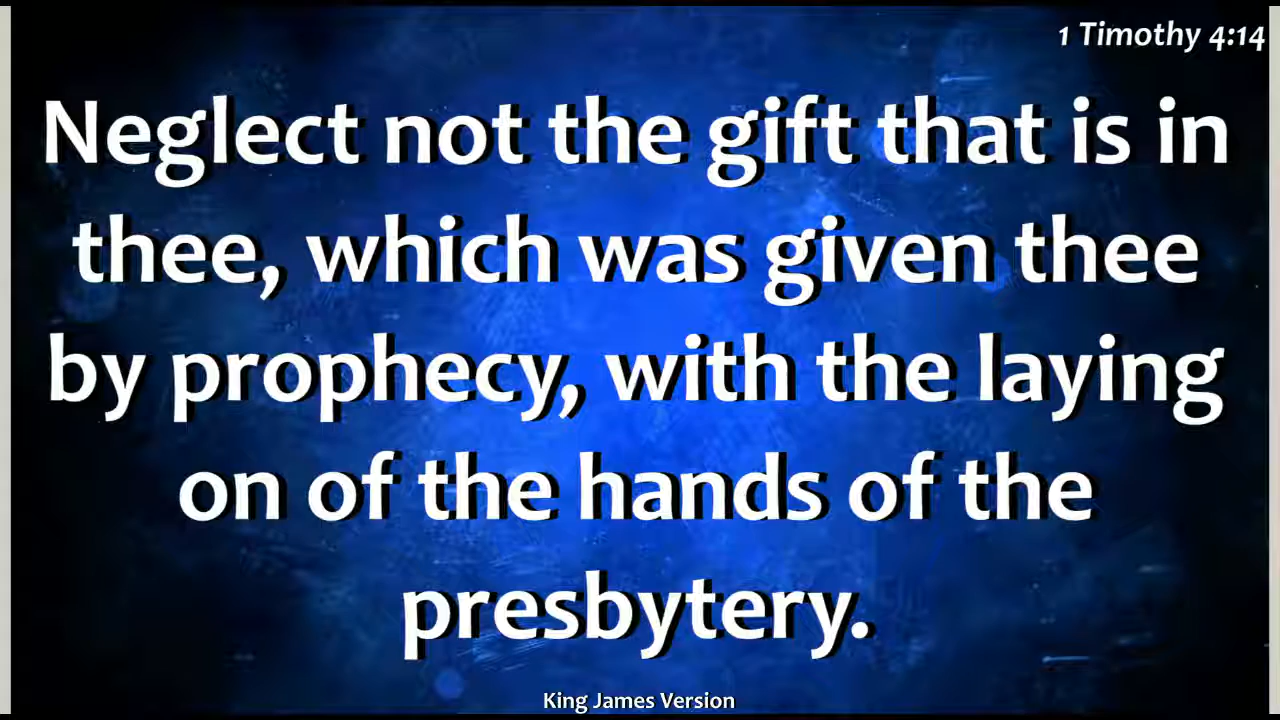 1 Timothy 4:14
Neglect not the gift that is in
thee, which was given thee
by prophecy, with the laying
on of the hands of the
presbytery.
King James Version